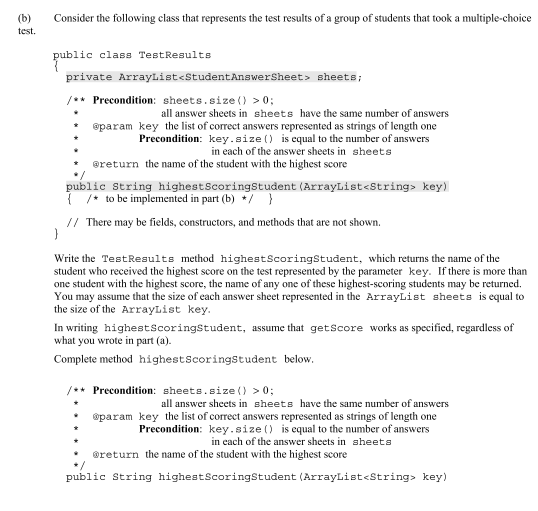 (b) Consider the following class that represents the test results of a group of students that took a multiple-choice
test.
public class TestResults
{
private ArrayList<StudentAnswerSheet> sheets;
/** Precondition: sheets.size() > 0;
* all answer sheets in sheets have the same number of answers
* @param key the list of correct answers represented as strings of length one
* Precondition: key.size() is equal to the number of answers
* in each of the answer sheets in sheets
* @return the name of the student with the highest score
*/
public String highestScoringStudent(ArrayList<String> key)
{ /* to be implemented in part (b) */ }
// There may be fields, constructors, and methods that are not shown.
}
Write the TestResults method highestScoringStudent, which returns the name of the
student who received the highest score on the test represented by the parameter key. If there is more than
one student with the highest score, the name of any one of these highest-scoring students may be returned.
You may assume that the size of each answer sheet represented in the ArrayList sheets is equal to
the size of the ArrayList key.
In writing highestScoringStudent, assume that getScore works as specified, regardless of
what you wrote in part (a).
Complete method highestScoringStudent below.
/** Precondition: sheets.size() > 0;
* all answer sheets in sheets have the same number of answers
* @param key the list of correct answers represented as strings of length one
* Precondition: key.size() is equal to the number of answers
* in each of the answer sheets in sheets
* @return the name of the student with the highest score
*/
public String highestScoringStudent(ArrayList<String> key)